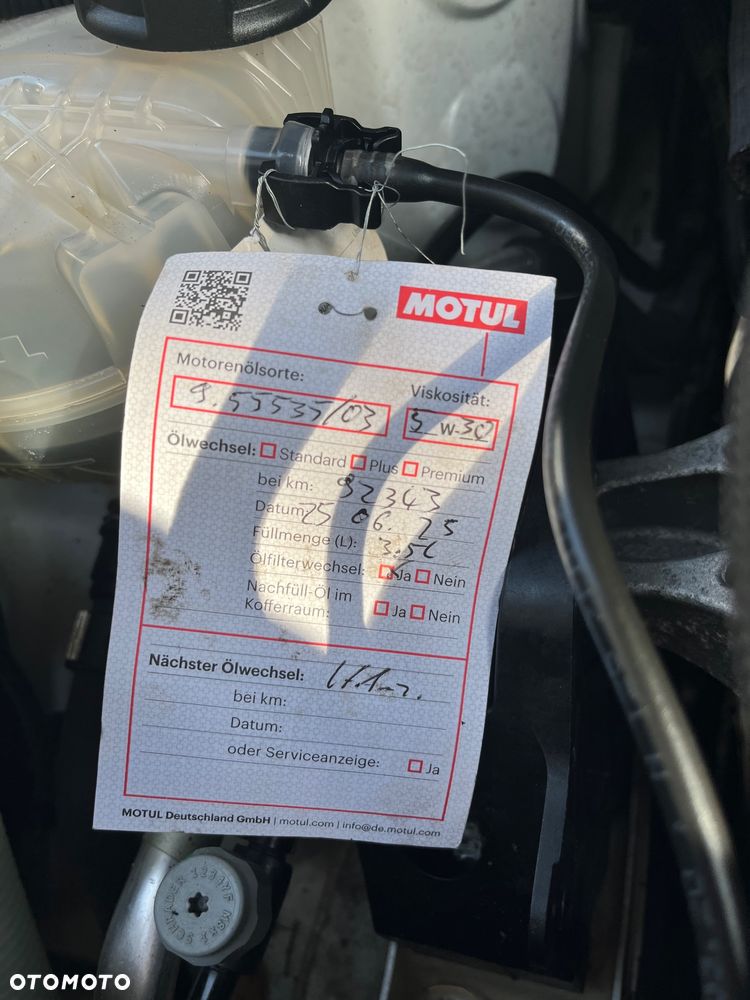 MOTUL
Motorenölsorte:
Viskosität:
9.55535/03
5 W-30
Ölwechsel: Standard Plus Premium
bei km: 92343
Datum: 25 06. 25
Füllmenge (L):
Ölfilterwechsel: Ja Nein
Nachfüll-Öl im
Kofferraum: Ja Nein
Nächster Ölwechsel:
bei km:
Datum:
oder Serviceanzeige: Ja
MOTUL Deutschland GmbH | motul.com | info@de.motul.com
SCHRADER
OTOMOTO